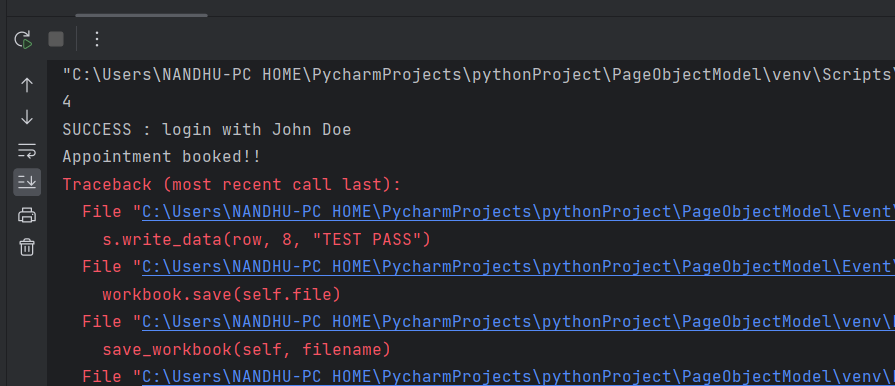 "C:\Users\NANDHU-PC HOME\PycharmProjects\pythonProject\PageObjectModel\venv\Scripts\
4
SUCCESS : login with John Doe
Appointment booked!!
Traceback (most recent call last):
File "C:\Users\NANDHU-PC HOME\PycharmProjects\pythonProject\PageObjectModel\Event\
s.write_data(row, 8, "TEST PASS")
File "C:\Users\NANDHU-PC HOME\PycharmProjects\pythonProject\PageObjectModel\Event\
workbook.save(self.file)
File "C:\Users\NANDHU-PC HOME\PycharmProjects\pythonProject\PageObjectModel\venv\
save_workbook(self, filename)
File "C:\Users\NANDHU-PC HOME\PycharmProjects\pythonProject\PageObjectModel\venv\